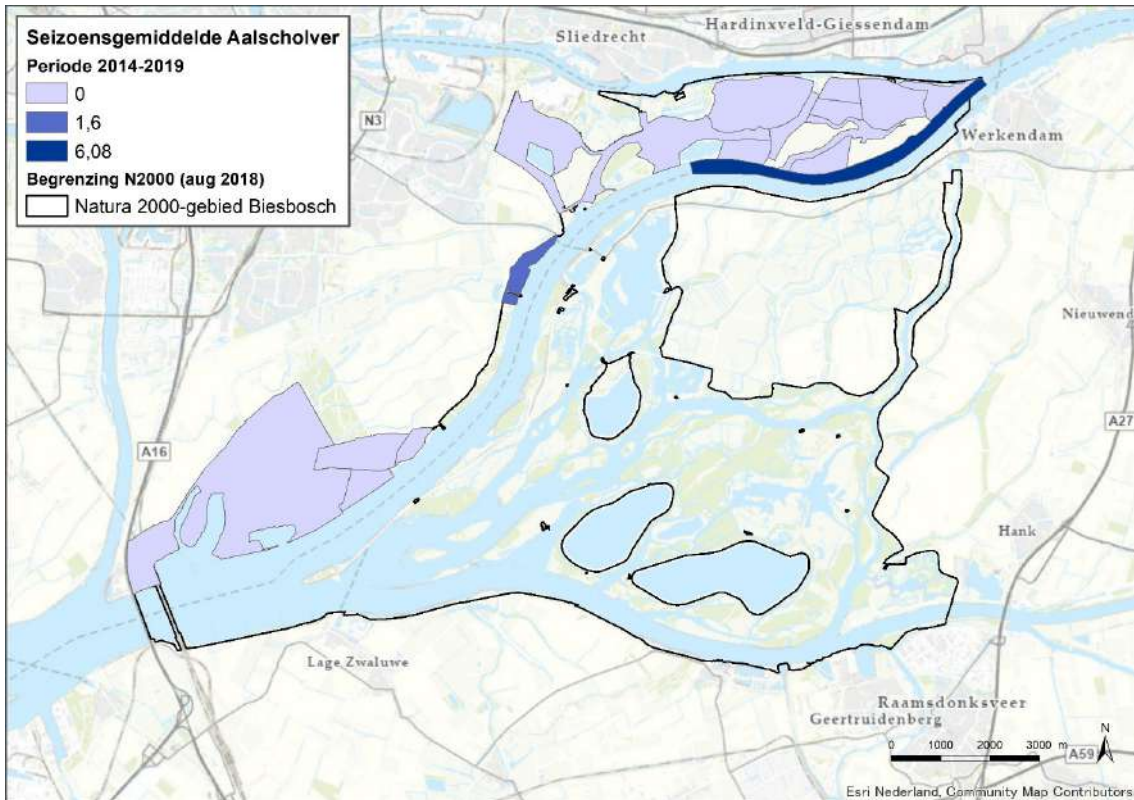 Seizoensgemiddelde Aalscholver
Periode 2014-2019
0
1,6
6,08
Begrenzing N2000 (aug 2018)
Natura 2000-gebied Biesbosch
Hardinxveld-Giessendam
Sliedrecht
N3
Werkendam
Nieuwend
A27
A16
Hank
Lage Zwaluwe
Raamsdonksveer
Geertruidenberg
N
0 1000 2000 3000 m
A59
Esri Nederland, Community Map Contributors